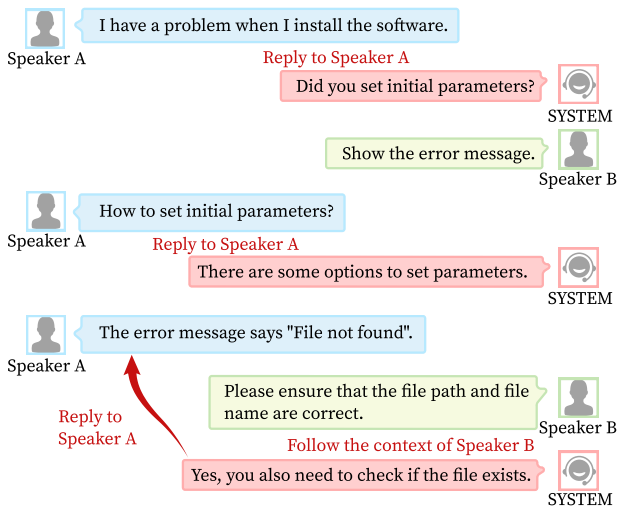 I have a problem when I install the software.
Speaker A
Reply to Speaker A
Did you set initial parameters?
SYSTEM
Show the error message.
Speaker B
How to set initial parameters?
Speaker A
Reply to Speaker A
There are some options to set parameters.
SYSTEM
The error message says "File not found".
Speaker A
Please ensure that the file path and file
name are correct.
Speaker B
Reply to
Speaker A
Follow the context of Speaker B
Yes, you also need to check if the file exists.
SYSTEM